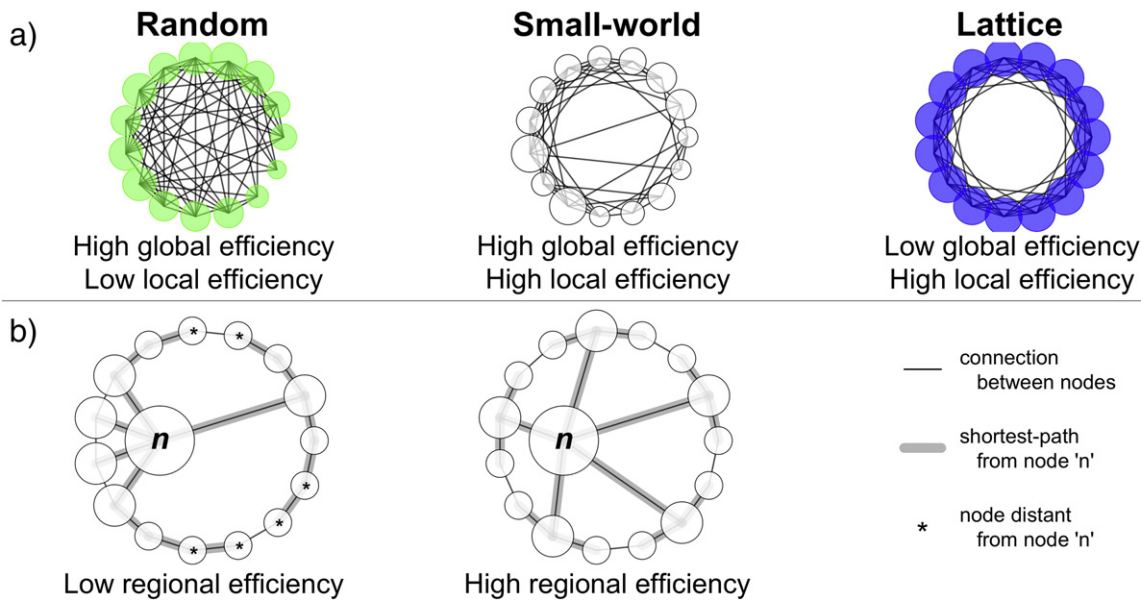 a)
Random
Small-world
Lattice
High global efficiency
Low local efficiency
High global efficiency
High local efficiency
Low global efficiency
High local efficiency
b)
*
*
n
*
*
*
*
Low regional efficiency
n
High regional efficiency
connection
between nodes
shortest-path
from node 'n'
* node distant
from node 'n'